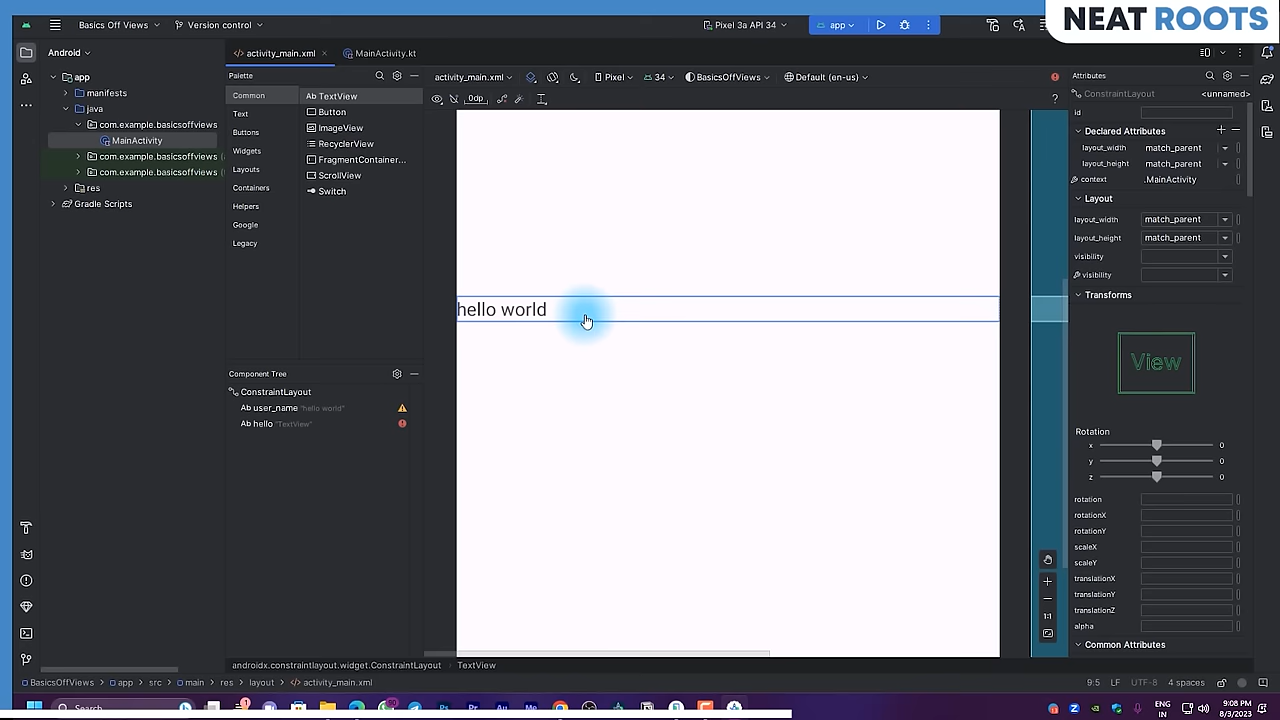 NEAT ROOTS
Basics Off Views
Version control
Pixel 3a API 34
app
Android
activity_main.xml
MainActivity.kt
app
manifests
java
com.example.basicsoffviews
MainActivity
com.example.basicsoffviews
com.example.basicsoffviews
res
Gradle Scripts
Palette
Common
Text
Buttons
Widgets
Layouts
Containers
Helpers
Google
Legacy
Ab TextView
Button
ImageView
RecyclerView
FragmentContainer...
ScrollView
Switch
Component Tree
ConstraintLayout
Ab user_name "hello world"
Ab hello "TextView"
activity_main.xml
Pixel
34
BasicsOffViews
Default (en-us)
0dp
?
hello world
1:1
Attributes
ConstraintLayout <unnamed>
id
Declared Attributes
layout_width match_parent
layout_height match_parent
context .MainActivity
Layout
layout_width match_parent
layout_height match_parent
visibility
visibility
Transforms
View
Rotation
x 0
y 0
z 0
rotation
rotationX
rotationY
scaleX
scaleY
translationX
translationY
translationZ
alpha
Common Attributes
androidx.constraintlayout.widget.ConstraintLayout TextView
BasicsOffViews app src main res layout activity_main.xml
9:5 LF UTF-8 4 spaces
Search
ENG
IN
9:08 PM
8/3/2023